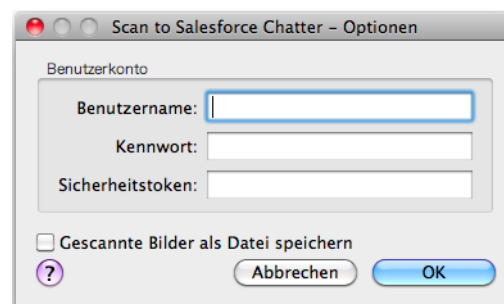 Scan to Salesforce Chatter – Optionen
Benutzerkonto
Benutzername:
Kennwort:
Sicherheitstoken:
Gescannte Bilder als Datei speichern
? Abbrechen OK